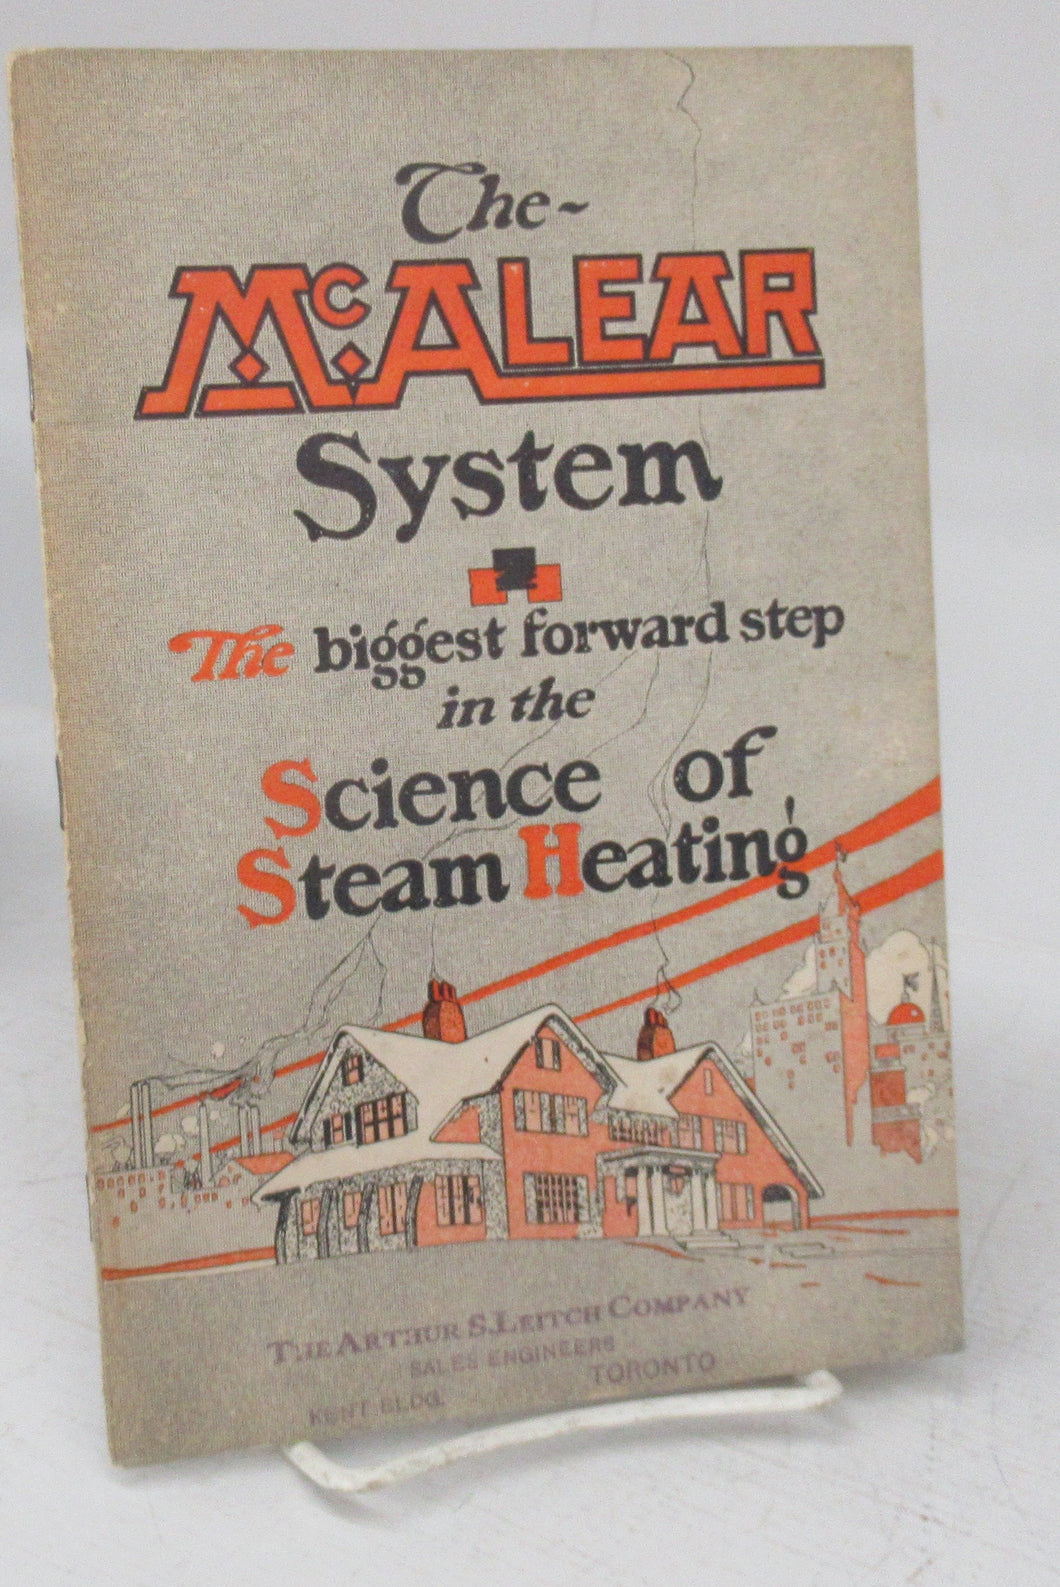 The~
McALEAR
System
The biggest forward step
in the
Science of
Steam Heating
THE ARTHUR S. LEITCH COMPANY
SALES ENGINEERS
KENT BLDG. TORONTO